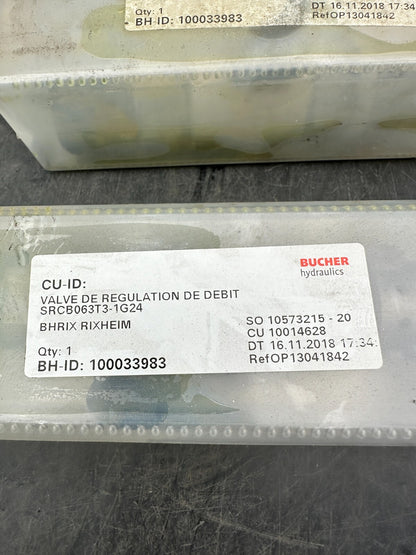 Qty: 1
BH-ID: 100033983
DT 16.11.2018 17:34
RefOP13041842
CU-ID:
BUCHER
hydraulics
VALVE DE REGULATION DE DEBIT
SRCB063T3-1G24
BHRIX RIXHEIM
SO 10573215 - 20
CU 10014628
Qty: 1
DT 16.11.2018 17:34
BH-ID: 100033983
RefOP13041842